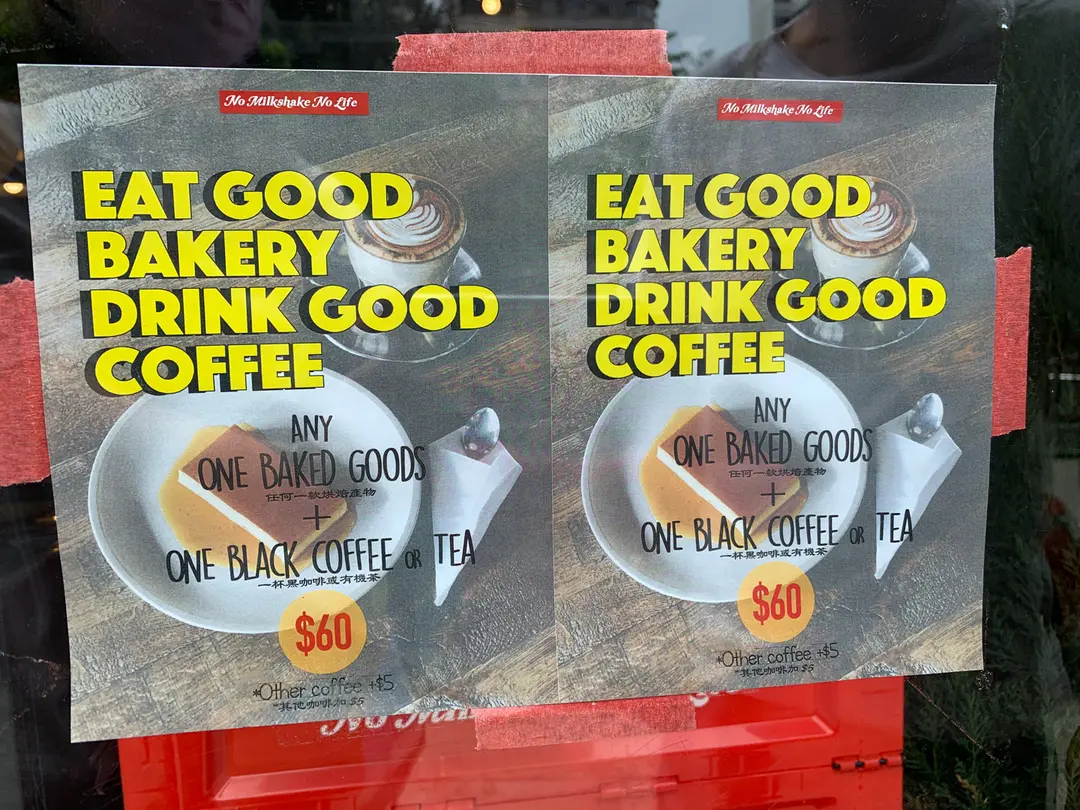 No Milkshake No Life
EAT GOOD
BAKERY
DRINK GOOD
COFFEE
ANY
ONE BAKED GOODS
任何一款烘焙產物
+
ONE BLACK COFFEE OR TEA
一杯黑咖啡或有機茶
$60
*Other coffee +$5
*其他咖啡加 $5
No Milkshake No Life
EAT GOOD
BAKERY
DRINK GOOD
COFFEE
ANY
ONE BAKED GOODS
任何一款烘焙產物
+
ONE BLACK COFFEE OR TEA
一杯黑咖啡或有機茶
$60
*Other coffee +$5
*其他咖啡加 $5
No